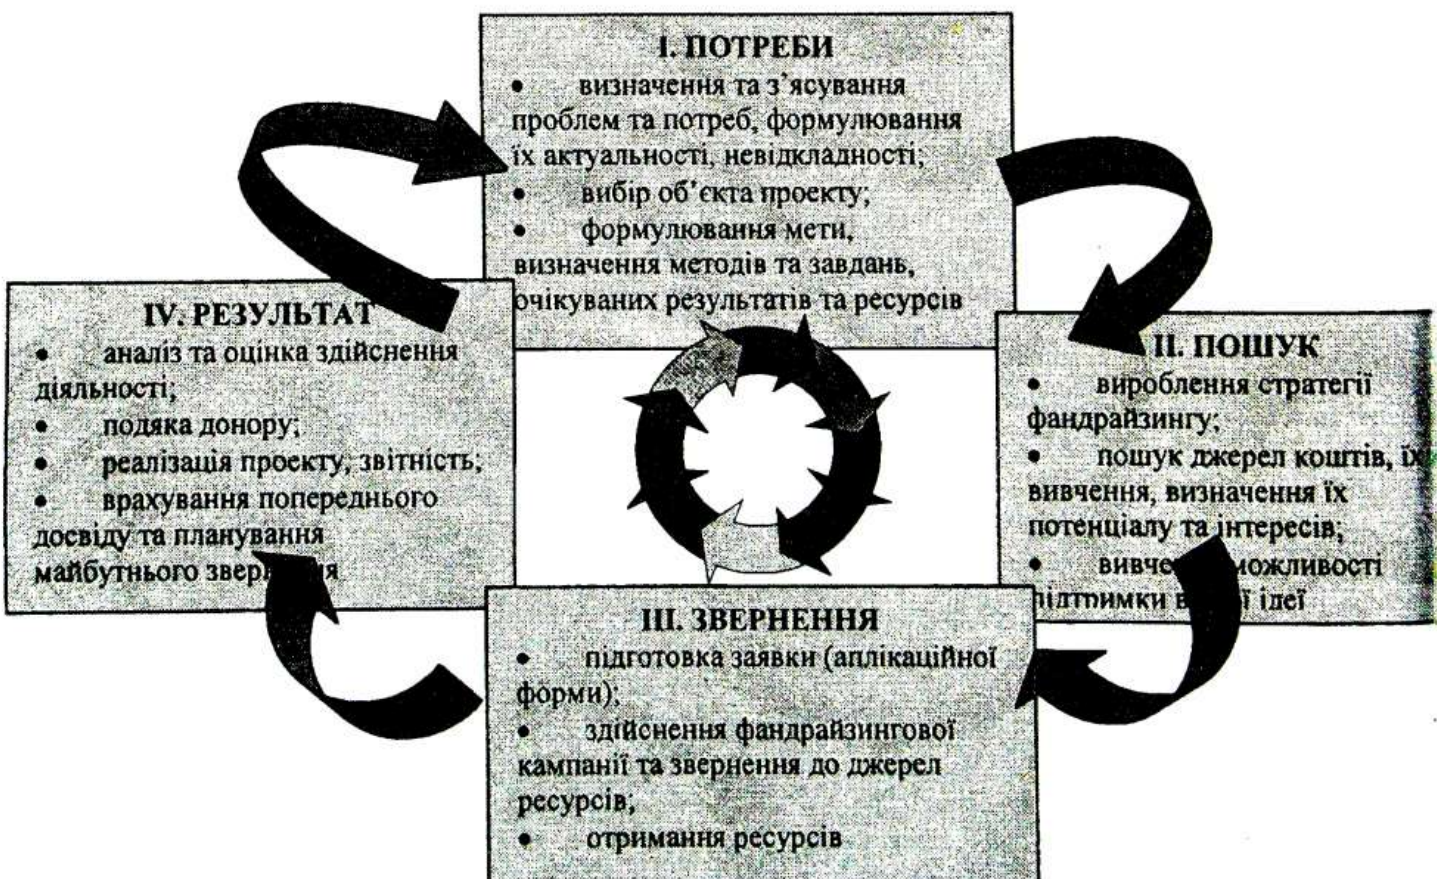 І. ПОТРЕБИ
• визначення та з’ясування
проблем та потреб, формулювання
їх актуальності, невідкладності;
• вибір об’єкта проекту;
• формулювання мети,
визначення методів та завдань,
очікуваних результатів та ресурсів
ІІ. ПОШУК
• вироблення стратегії
фандрайзингу;
• пошук джерел коштів, їх
вивчення, визначення їх
потенціалу та інтересів;
• можливості
підтримки ідеї
ІІІ. ЗВЕРНЕННЯ
• підготовка заявки (аплікаційної
форми);
• здійснення фандрайзингової
кампанії та звернення до джерел
ресурсів;
• отримання ресурсів
IV. РЕЗУЛЬТАТ
• аналіз та оцінка здійснення
діяльності;
• подяка донору;
• реалізація проекту, звітність;
• врахування попереднього
досвіду та планування
майбутнього звернення